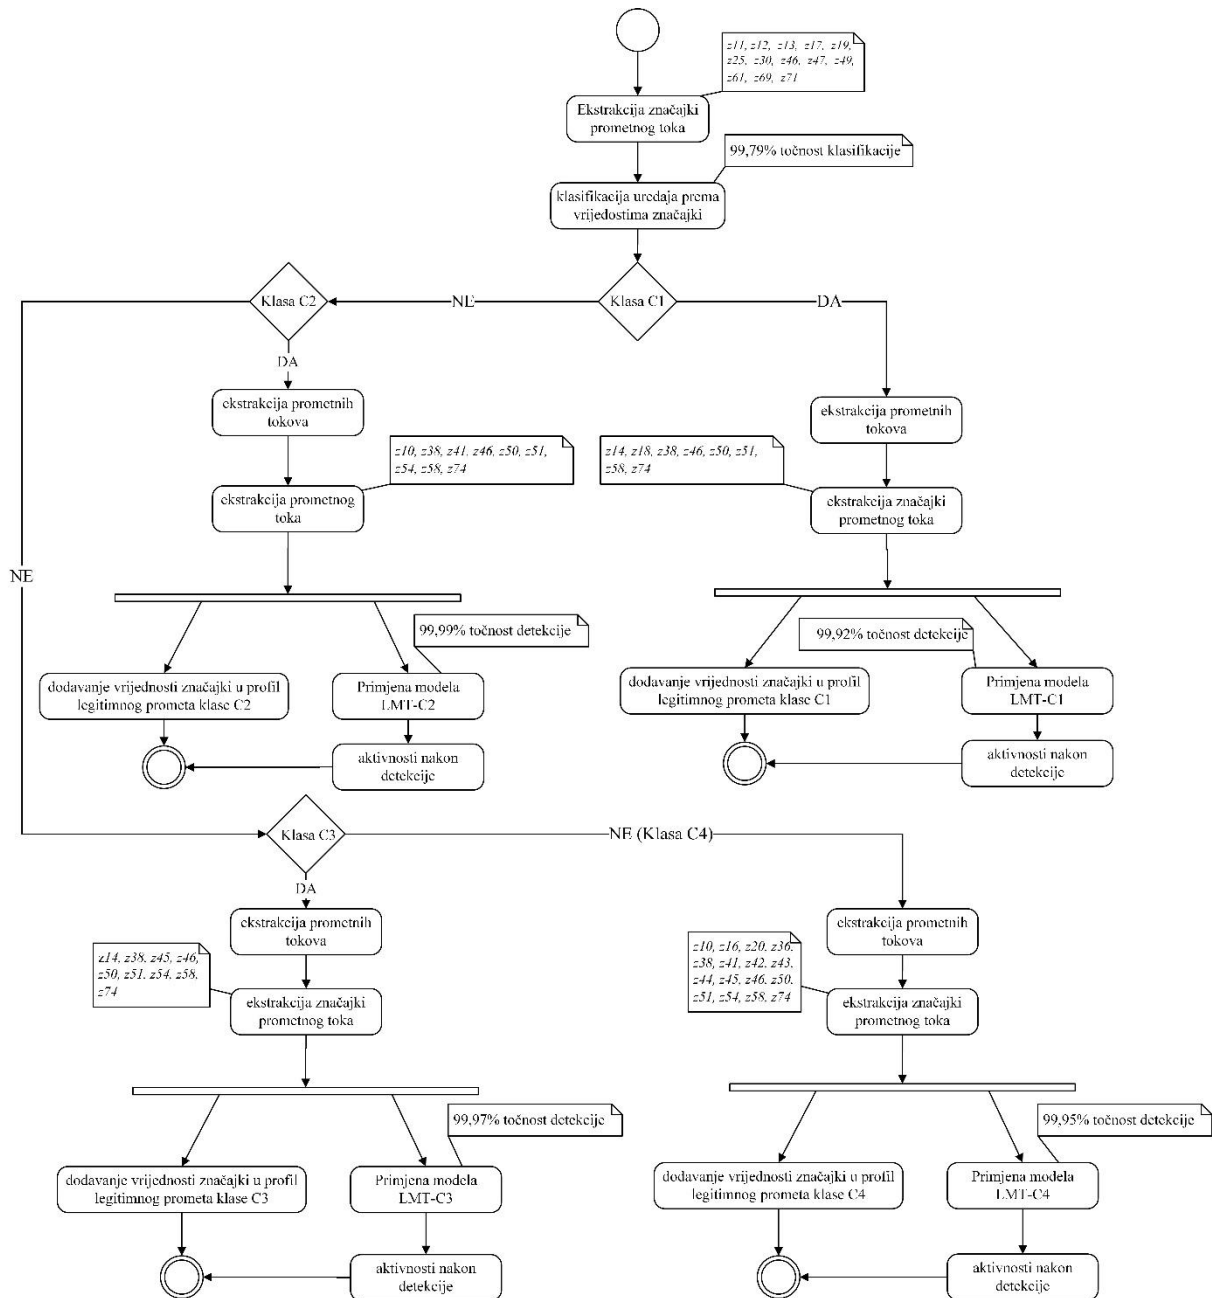 z11, z12, z13, z17, z19,
z25, z30, z46, z47, z49,
z61, z69, z71
Ekstrakcija značajki
prometnog toka
99,79% točnost klasifikacije
klasifikacija uređaja prema
vrijedostima značajki
Klasa C2
NE
Klasa C1
DA
DA
ekstrakcija prometnih
tokova
ekstrakcija prometnih
tokova
z10, z38, z41, z46, z50, z51,
z54, z58, z74
z14, z18, z38, z46, z50, z51,
z58, z74
ekstrakcija prometnog
toka
ekstrakcija značajki
prometnog toka
NE
99,99% točnost detekcije
99,92% točnost detekcije
dodavanje vrijednosti značajki u profil
legitimnog prometa klase C2
Primjena modela
LMT-C2
dodavanje vrijednosti značajki u profil
legitimnog prometa klase C1
Primjena modela
LMT-C1
aktivnosti nakon
detekcije
aktivnosti nakon
detekcije
Klasa C3
NE (Klasa C4)
DA
ekstrakcija prometnih
tokova
ekstrakcija prometnih
tokova
z14, z38, z45, z46,
z50, z51, z54, z58,
z74
z10, z16, z20, z36,
z38, z41, z42, z43,
z44, z45, z46, z50,
z51, z54, z58, z74
ekstrakcija značajki
prometnog toka
ekstrakcija značajki
prometnog toka
99,97% točnost detekcije
99,95% točnost detekcije
dodavanje vrijednosti značajki u profil
legitimnog prometa klase C3
Primjena modela
LMT-C3
dodavanje vrijednosti značajki u profil
legitimnog prometa klase C4
Primjena modela
LMT-C4
aktivnosti nakon
detekcije
aktivnosti nakon
detekcije